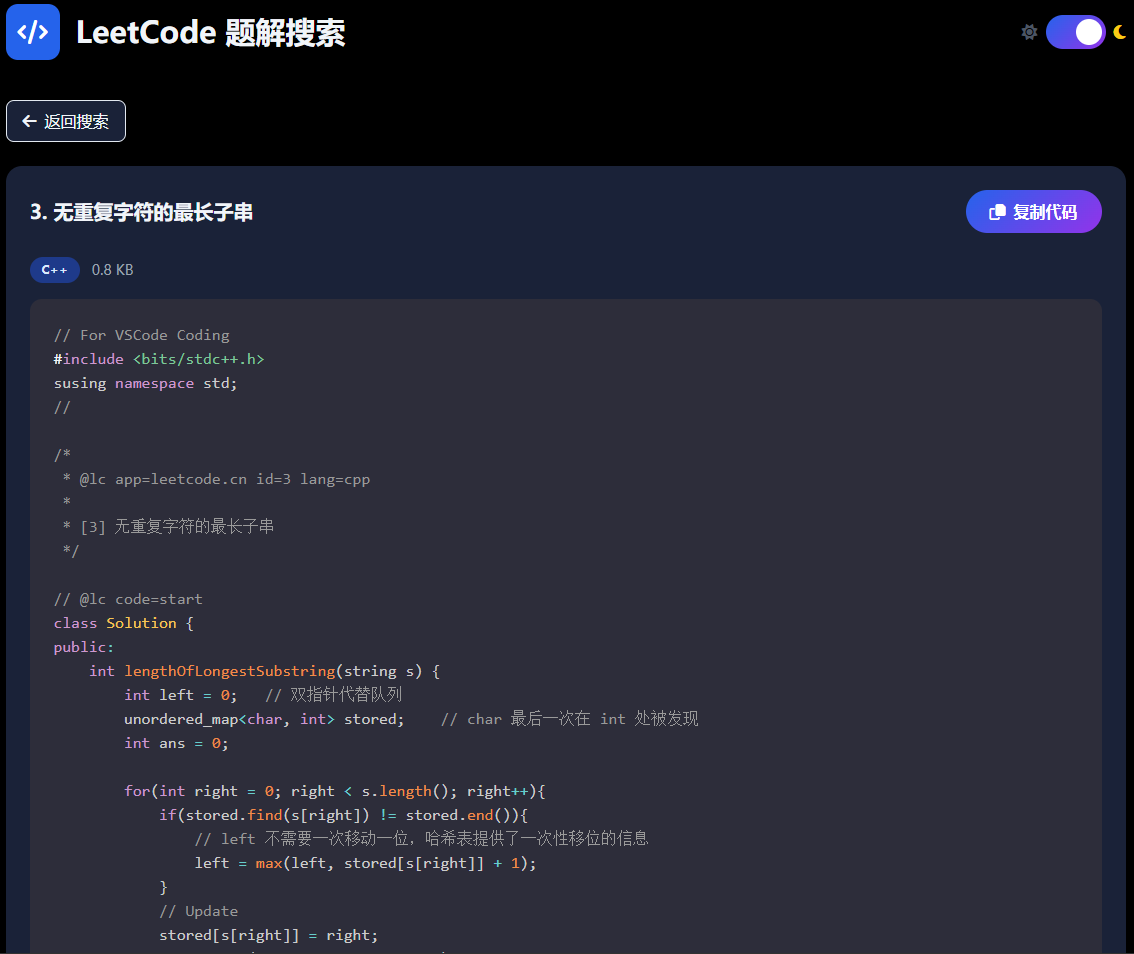 </> LeetCode 题解搜索
← 返回搜索
3. 无重复字符的最长子串
复制代码
C++ 0.8 KB
// For VSCode Coding
#include <bits/stdc++.h>
susing namespace std;
//
/*
 * @lc app=leetcode.cn id=3 lang=cpp
 *
 * [3] 无重复字符的最长子串
 */
// @lc code=start
class Solution {
public:
    int lengthOfLongestSubstring(string s) {
        int left = 0;   // 双指针代替队列
        unordered_map<char, int> stored;    // char 最后一次在 int 处被发现
        int ans = 0;
        for(int right = 0; right < s.length(); right++){
            if(stored.find(s[right]) != stored.end()){
                // left 不需要一次移动一位，哈希表提供了一次性移位的信息
                left = max(left, stored[s[right]] + 1);
            }
            // Update
            stored[s[right]] = right;